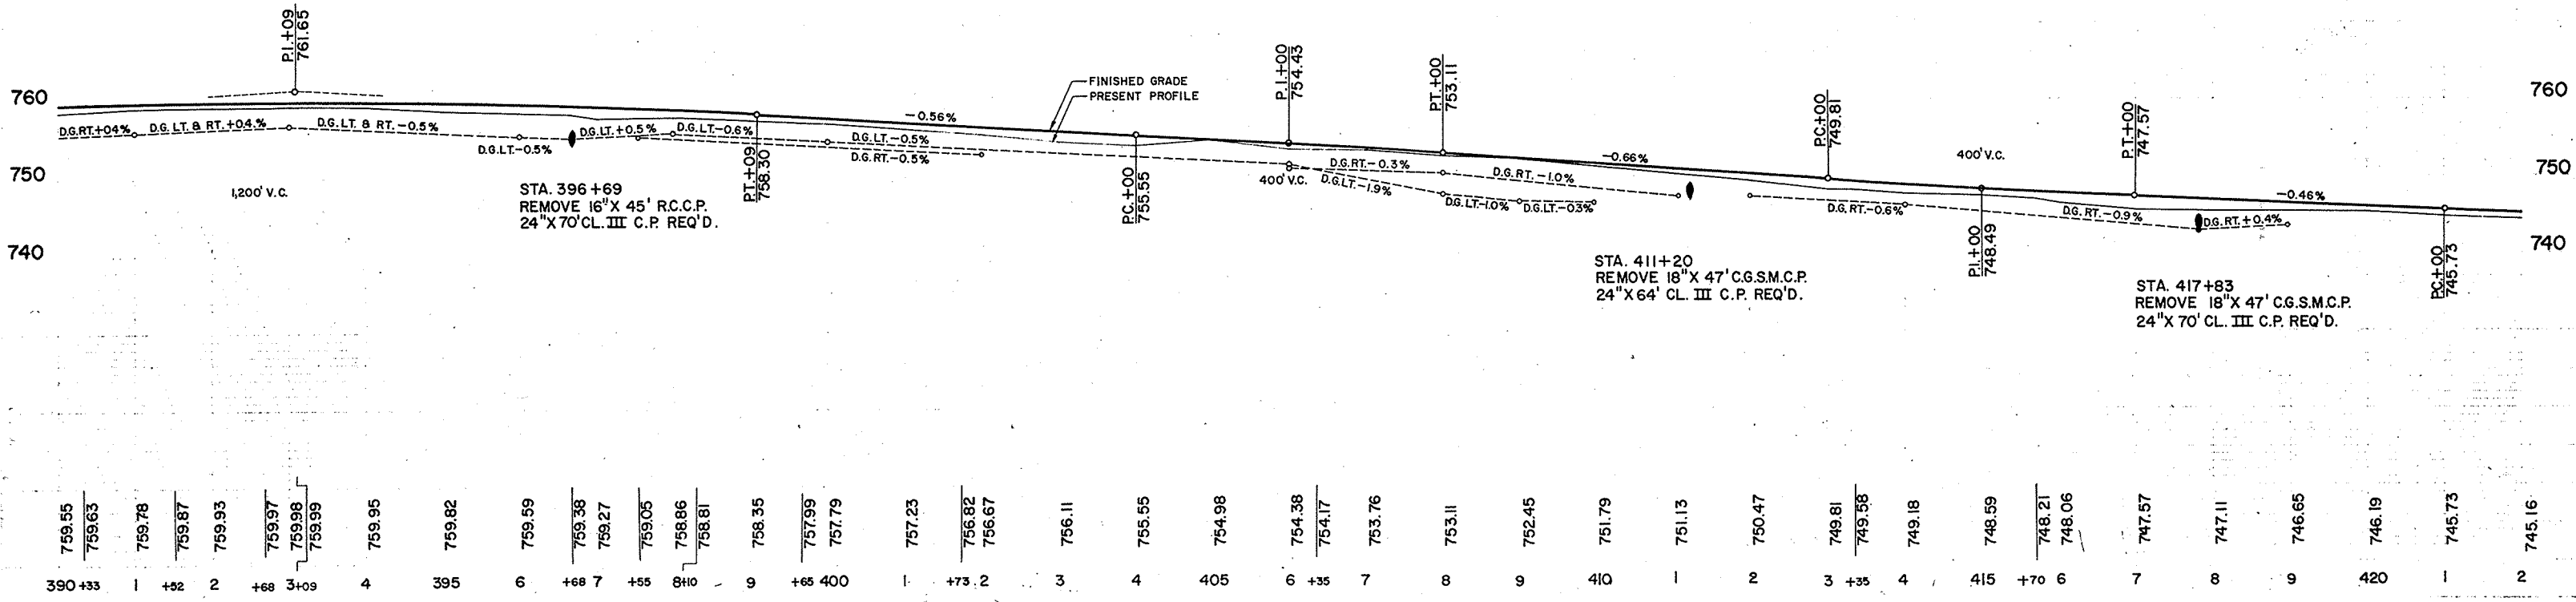 P.I.+09
761.65
P.I.+00
754.43
P.T.+00
753.11
P.C.+00
749.81
P.T.+00
747.57
760
FINISHED GRADE
PRESENT PROFILE
760
D.G.RT.+04%
D.G. LT. & RT. +0.4%
D.G. LT. & RT. -0.5%
D.G.LT.-0.5%
D.G.LT.+0.5%
D.G.LT.-0.6%
-0.56%
D.G.LT.-0.5%
D.G.RT.-0.5%
D.G.RT.-0.3%
D.G.LT.-1.9%
D.G.RT.-1.0%
D.G.LT.-1.0%
D.G.LT.-0.3%
-0.66%
400' V.C.
D.G.RT.-0.6%
D.G.RT.-0.9%
D.G.RT.+0.4%
-0.46%
750
1,200' V.C.
P.T.+09
758.30
400' V.C.
750
STA. 396+69
REMOVE 16"X 45' R.C.C.P.
24"X 70' CL. III C.P. REQ'D.
P.C.+00
755.55
740
STA. 411+20
REMOVE 18"X 47' C.G.S.M.C.P.
24"X 64' CL. III C.P. REQ'D.
P.I.+00
748.49
STA. 417+83
REMOVE 18"X 47' C.G.S.M.C.P.
24"X 70' CL. III C.P. REQ'D.
P.C.+00
745.73
740
759.55 759.63 759.78 759.87 759.93 759.97 759.98 759.99 759.95 759.82 759.59 759.38 759.27 759.05 758.86 758.81 758.35 757.99 757.79 757.23 756.82 756.67 756.11 755.55 754.98 754.38 754.17 753.76 753.11 752.45 751.79 751.13 750.47 749.81 749.58 749.18 748.59 748.21 748.06 747.57 747.11 746.65 746.19 745.73 745.16
390 +33 1 +52 2 +68 3+09 4 395 6 +68 7 +55 8+10 9 +65 400 1 +73 2 3 4 405 6 +35 7 8 9 410 1 2 3 +35 4 415 +70 6 7 8 9 420 1 2